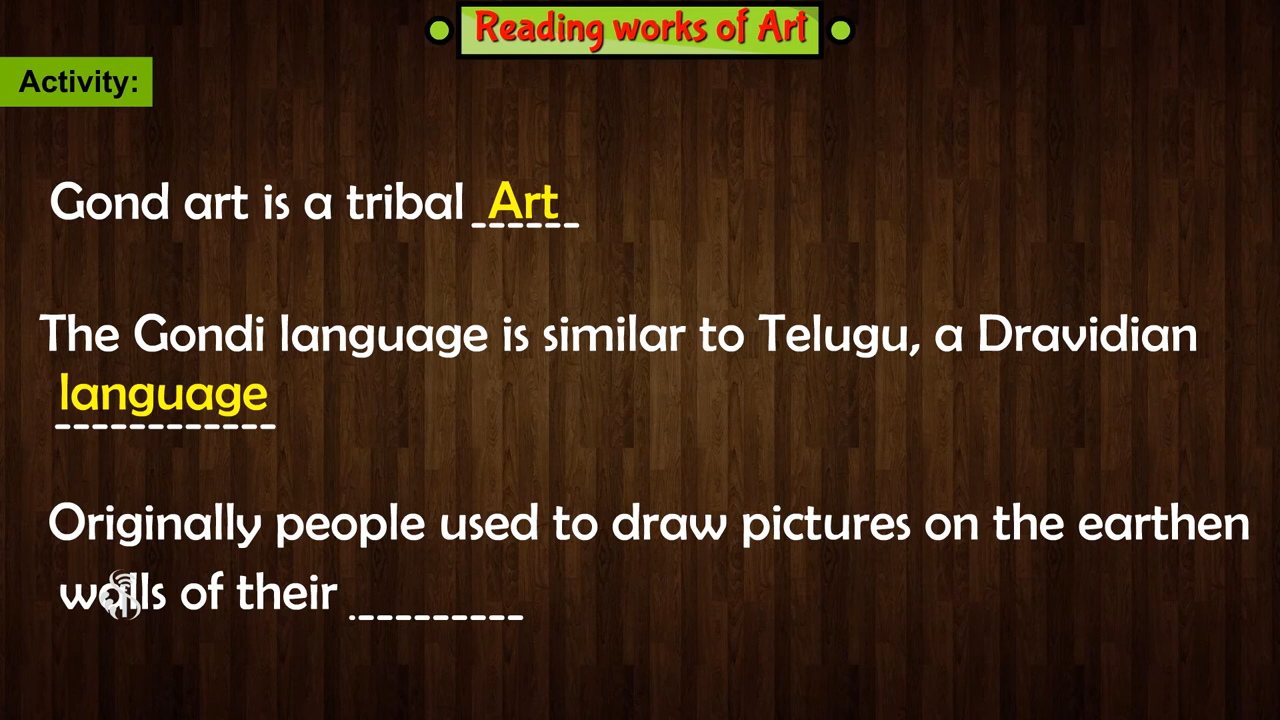 Reading works of Art
Activity:
Gond art is a tribal Art
The Gondi language is similar to Telugu, a Dravidian
language
Originally people used to draw pictures on the earthen
walls of their ----------